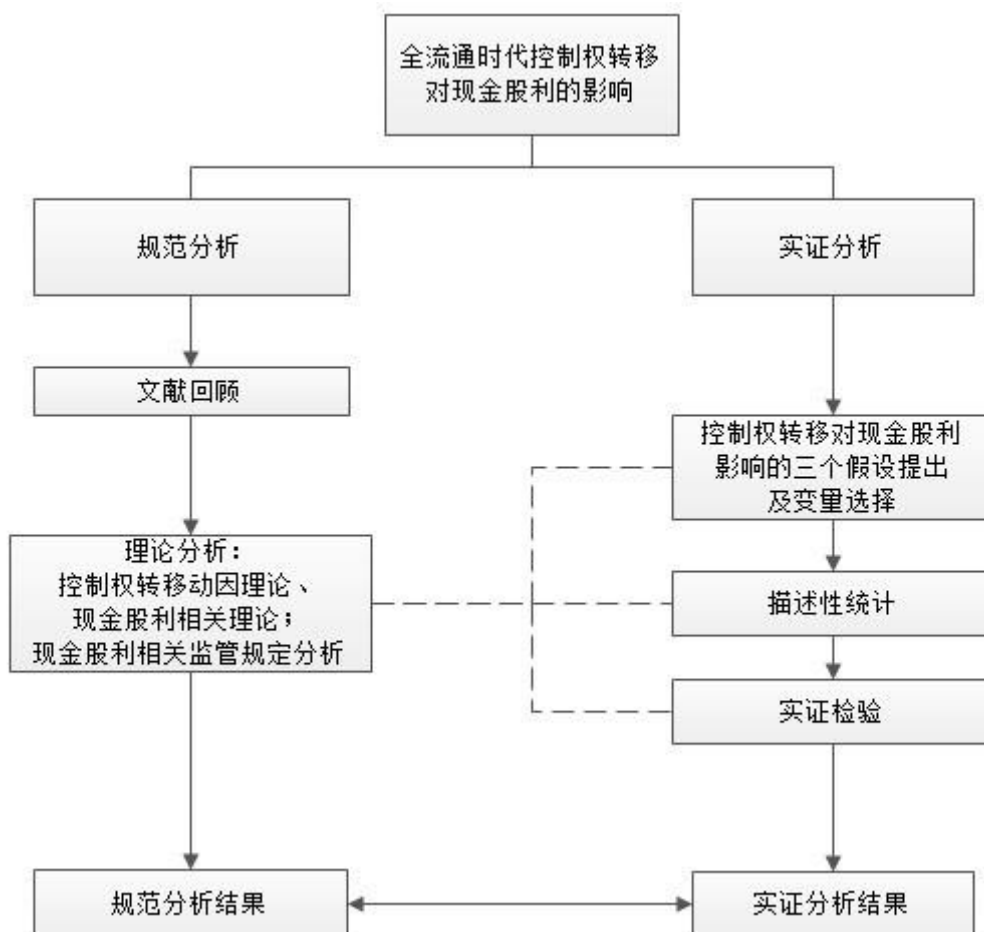 全流通时代控制权转移
对现金股利的影响
规范分析
实证分析
文献回顾
控制权转移对现金股利
影响的三个假设提出
及变量选择
理论分析：
控制权转移动因理论、
现金股利相关理论；
现金股利相关监管规定分析
描述性统计
实证检验
规范分析结果
实证分析结果